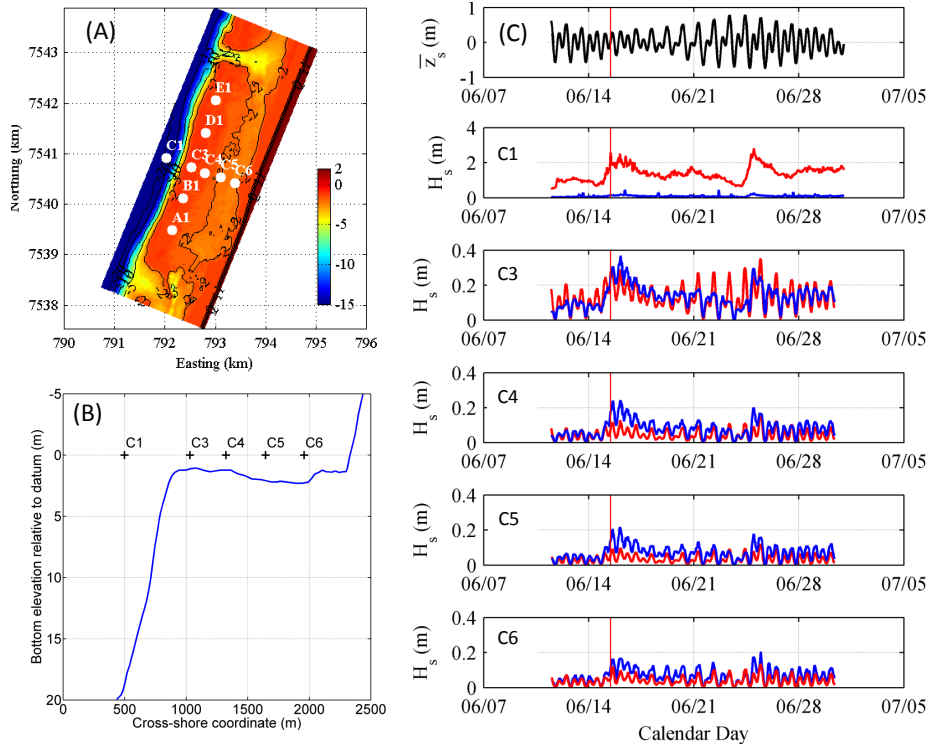 (A)
7543
7542
7541
7540
7539
7538
Northing (km)
E1
D1
C1
C3
C4
C5
C6
B1
A1
2
0
-5
-10
-15
790
791
792
793
794
795
796
Easting (km)
(B)
-5
0
5
10
15
20
Bottom elevation relative to datum (m)
C1
C3
C4
C5
C6
0
500
1000
1500
2000
2500
Cross-shore coordinate (m)
(C)
z̅s (m)
1
0
-1
06/07
06/14
06/21
06/28
07/05
C1
Hs (m)
4
2
0
06/07
06/14
06/21
06/28
07/05
C3
Hs (m)
0.4
0.2
0
06/07
06/14
06/21
06/28
07/05
C4
Hs (m)
0.4
0.2
0
06/07
06/14
06/21
06/28
07/05
C5
Hs (m)
0.4
0.2
0
06/07
06/14
06/21
06/28
07/05
C6
Hs (m)
0.4
0.2
0
06/07
06/14
06/21
06/28
07/05
Calendar Day